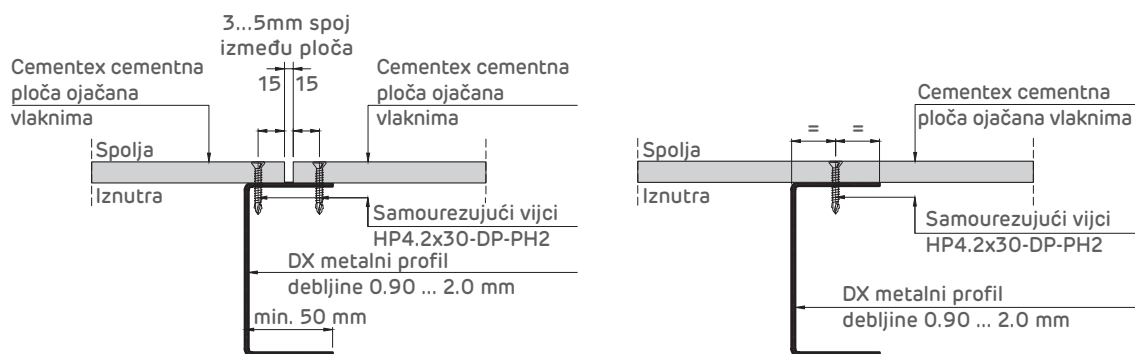 3...5mm spoj
između ploča
15 15
Cementex cementna
ploča ojačana
vlaknima
Cementex cementna
ploča ojačana
vlaknima
Spolja
Iznutra
Samourezujući vijci
HP4.2x30-DP-PH2
DX metalni profil
debljine 0.90 ... 2.0 mm
min. 50 mm
Cementex cementna
ploča ojačana vlaknima
= =
Spolja
Iznutra
Samourezujući vijci
HP4.2x30-DP-PH2
DX metalni profil
debljine 0.90 ... 2.0 mm